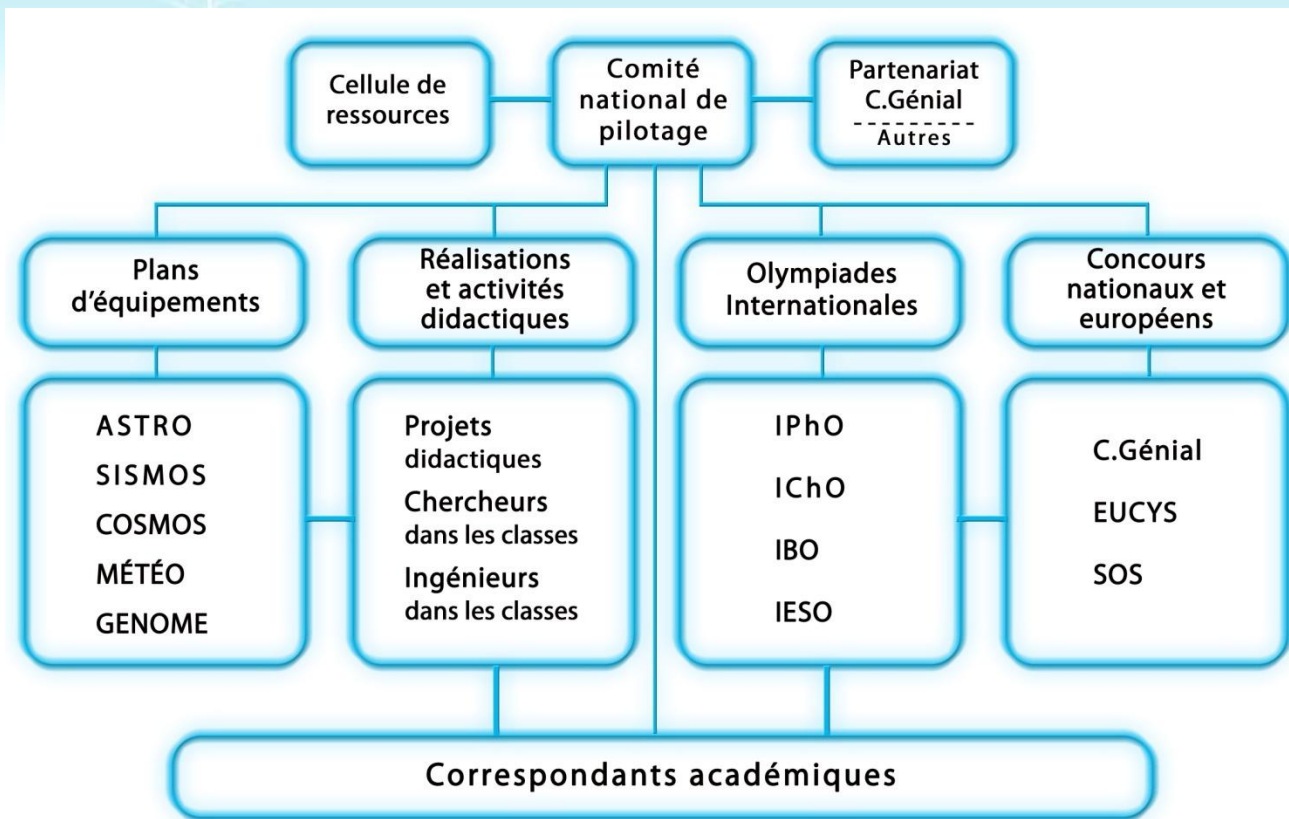 Cellule de
ressources
Comité
national de
pilotage
Partenariat
C.Génial
Autres
Plans
d'équipements
Réalisations
et activités
didactiques
Olympiades
Internationales
Concours
nationaux et
européens
ASTRO
SISMOS
COSMOS
MÉTÉO
GENOME
Projets
didactiques
Chercheurs
dans les classes
Ingénieurs
dans les classes
IPhO
IChO
IBO
IESO
C.Génial
EUCYS
SOS
Correspondants académiques